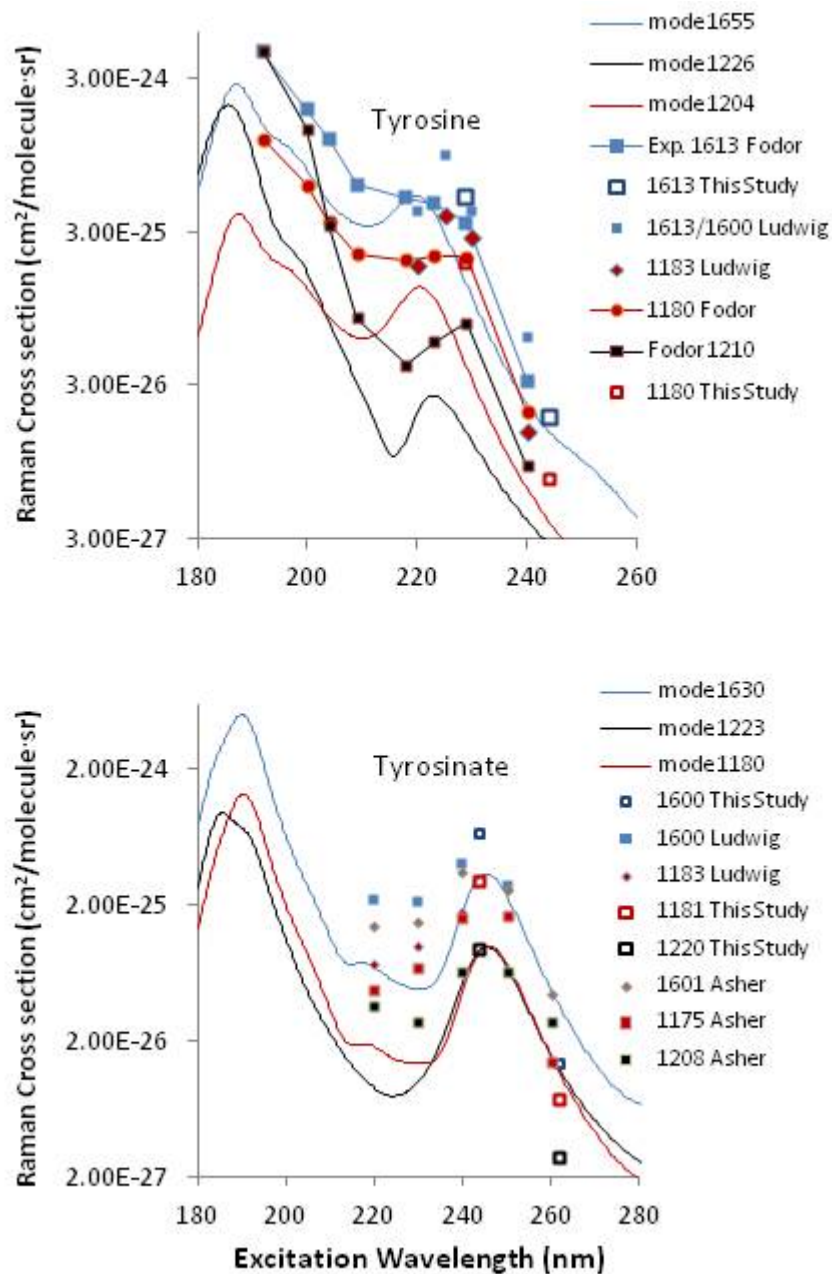 Raman Cross section (cm²/molecule·sr)
3.00E-24
3.00E-25
3.00E-26
3.00E-27
180
200
220
240
260
Tyrosine
mode1655
mode1226
mode1204
Exp. 1613 Fodor
1613 ThisStudy
1613/1600 Ludwig
1183 Ludwig
1180 Fodor
Fodor1210
1180 ThisStudy
Raman Cross section (cm²/molecule·sr)
2.00E-24
2.00E-25
2.00E-26
2.00E-27
180
200
220
240
260
280
Excitation Wavelength (nm)
Tyrosinate
mode1630
mode1223
mode1180
1600 ThisStudy
1600 Ludwig
1183 Ludwig
1181 ThisStudy
1220 ThisStudy
1601 Asher
1175 Asher
1208 Asher